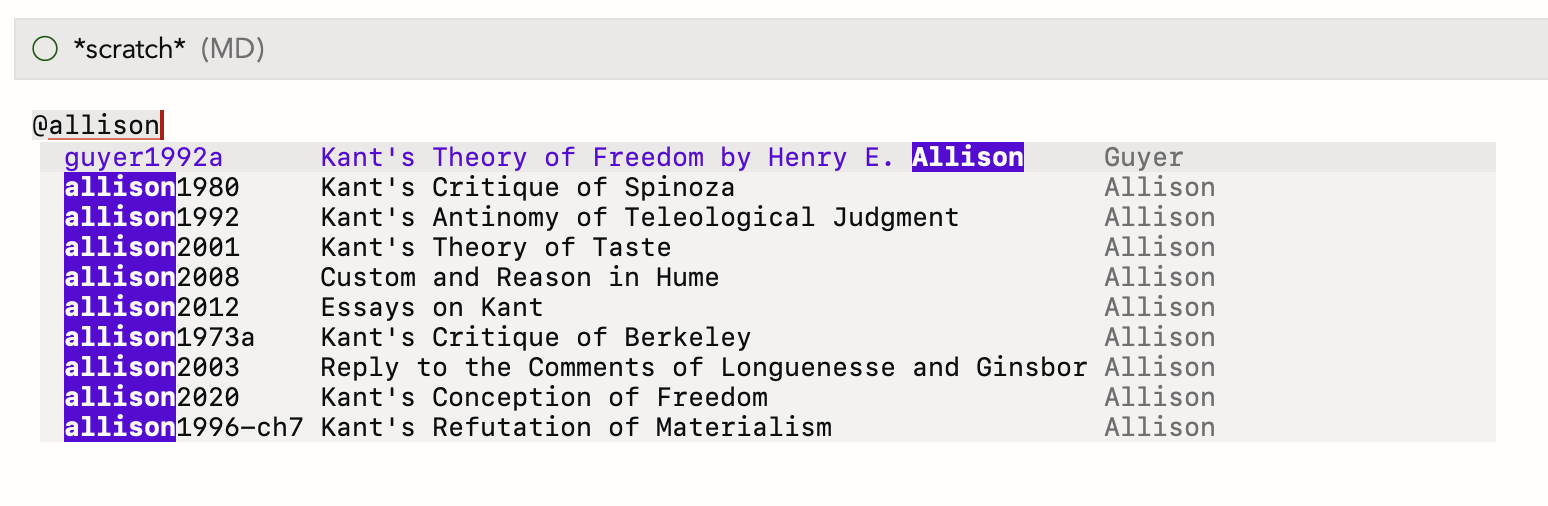 *scratch* (MD)
@allison
guyer1992a Kant's Theory of Freedom by Henry E. Allison Guyer
allison1980 Kant's Critique of Spinoza Allison
allison1992 Kant's Antinomy of Teleological Judgment Allison
allison2001 Kant's Theory of Taste Allison
allison2008 Custom and Reason in Hume Allison
allison2012 Essays on Kant Allison
allison1973a Kant's Critique of Berkeley Allison
allison2003 Reply to the Comments of Longuenesse and Ginsbor Allison
allison2020 Kant's Conception of Freedom Allison
allison1996-ch7 Kant's Refutation of Materialism Allison